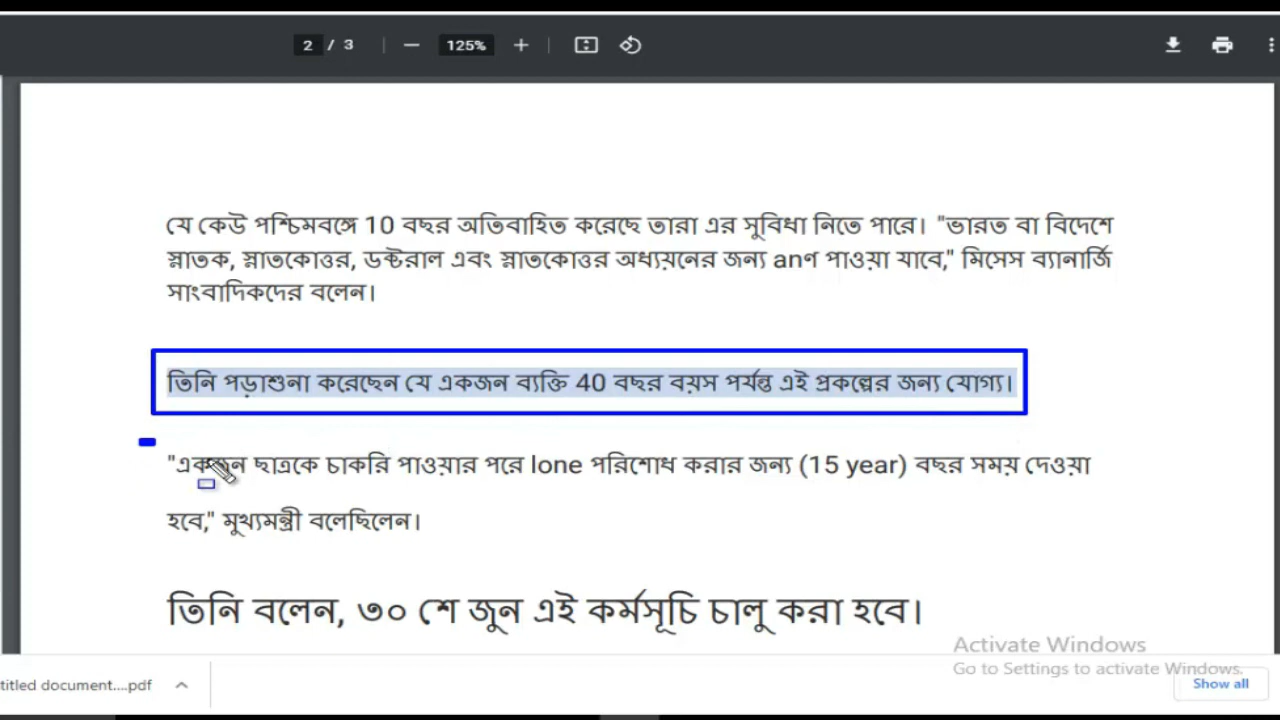 2 / 3 125%
যে কেউ পশ্চিমবঙ্গে 10 বছর অতিবাহিত করেছে তারা এর সুবিধা নিতে পারে। "ভারত বা বিদেশে
স্নাতক, স্নাতকোত্তর, ডক্টরাল এবং স্নাতকোত্তর অধ্যয়নের জন্য anণ পাওয়া যাবে," মিসেস ব্যানার্জি
সাংবাদিকদের বলেন।
তিনি পড়াশুনা করেছেন যে একজন ব্যক্তি 40 বছর বয়স পর্যন্ত এই প্রকল্পের জন্য যোগ্য।
"একজন ছাত্রকে চাকরি পাওয়ার পরে lone পরিশোধ করার জন্য (15 year) বছর সময় দেওয়া
হবে," মুখ্যমন্ত্রী বলেছিলেন।
তিনি বলেন, ৩০ শে জুন এই কর্মসূচি চালু করা হবে।
Activate Windows
Go to Settings to activate Windows.
titled document....pdf
Show all